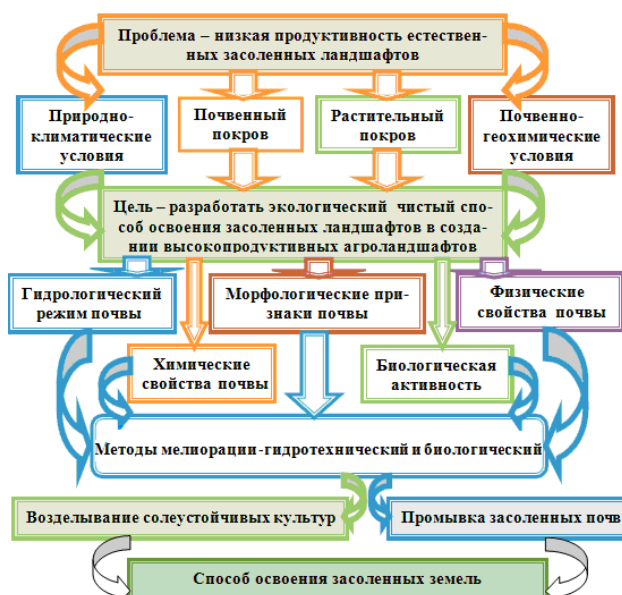 Проблема – низкая продуктивность естествен-
ных засоленных ландшафтов
Природно-
климатические
условия
Почвенный
покров
Растительный
покров
Почвенно-
геохимические
условия
Цель – разработать экологический чистый спо-
соб освоения засоленных ландшафтов в созда-
нии высокопродуктивных агроландшафтов
Гидрологический
режим почвы
Морфологические при-
знаки почвы
Физические
свойства почвы
Химические
свойства почвы
Биологическая
активность
Методы мелиорации-гидротехнический и биологический
Возделывание солеустойчивых культур
Промывка засоленных почв
Способ освоения засоленных земель